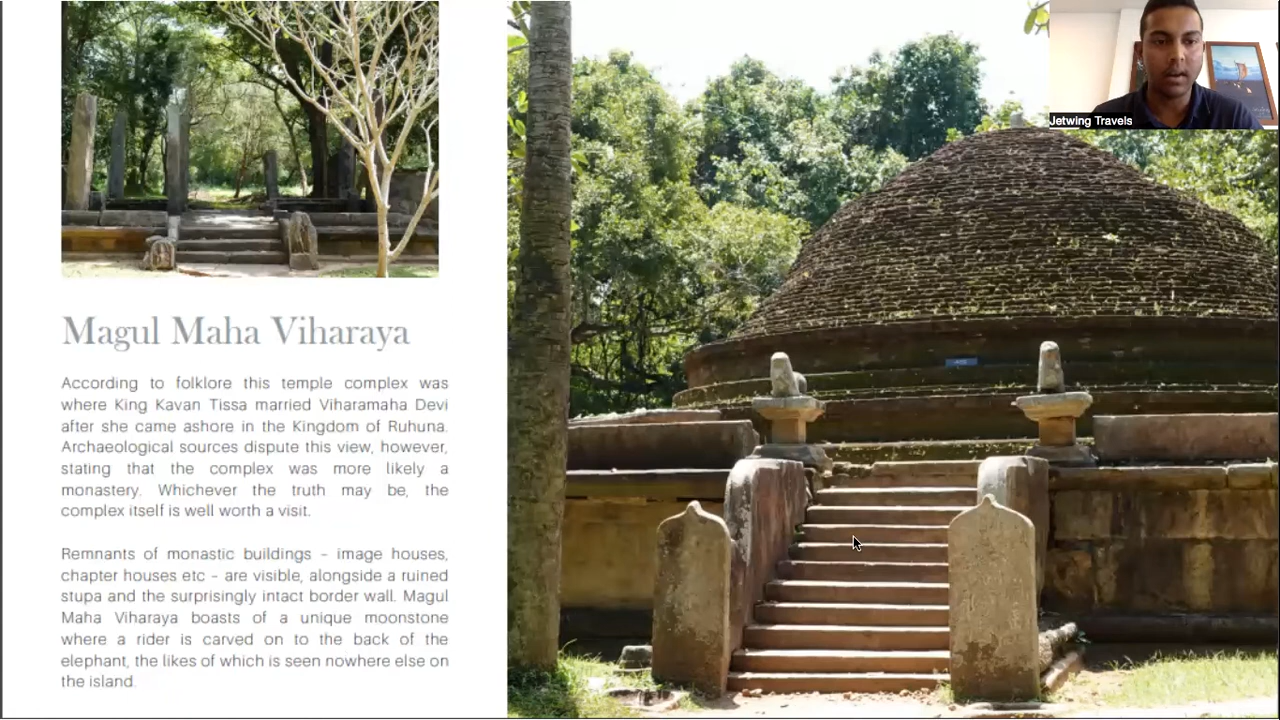 Jetwing Travels
Magul Maha Viharaya
According to folklore this temple complex was
where King Kavan Tissa married Viharamaha Devi
after she came ashore in the Kingdom of Ruhuna.
Archaeological sources dispute this view, however,
stating that the complex was more likely a
monastery. Whichever the truth may be, the
complex itself is well worth a visit.
Remnants of monastic buildings – image houses,
chapter houses etc – are visible, alongside a ruined
stupa and the surprisingly intact border wall. Magul
Maha Viharaya boasts of a unique moonstone
where a rider is carved on to the back of the
elephant, the likes of which is seen nowhere else on
the island.